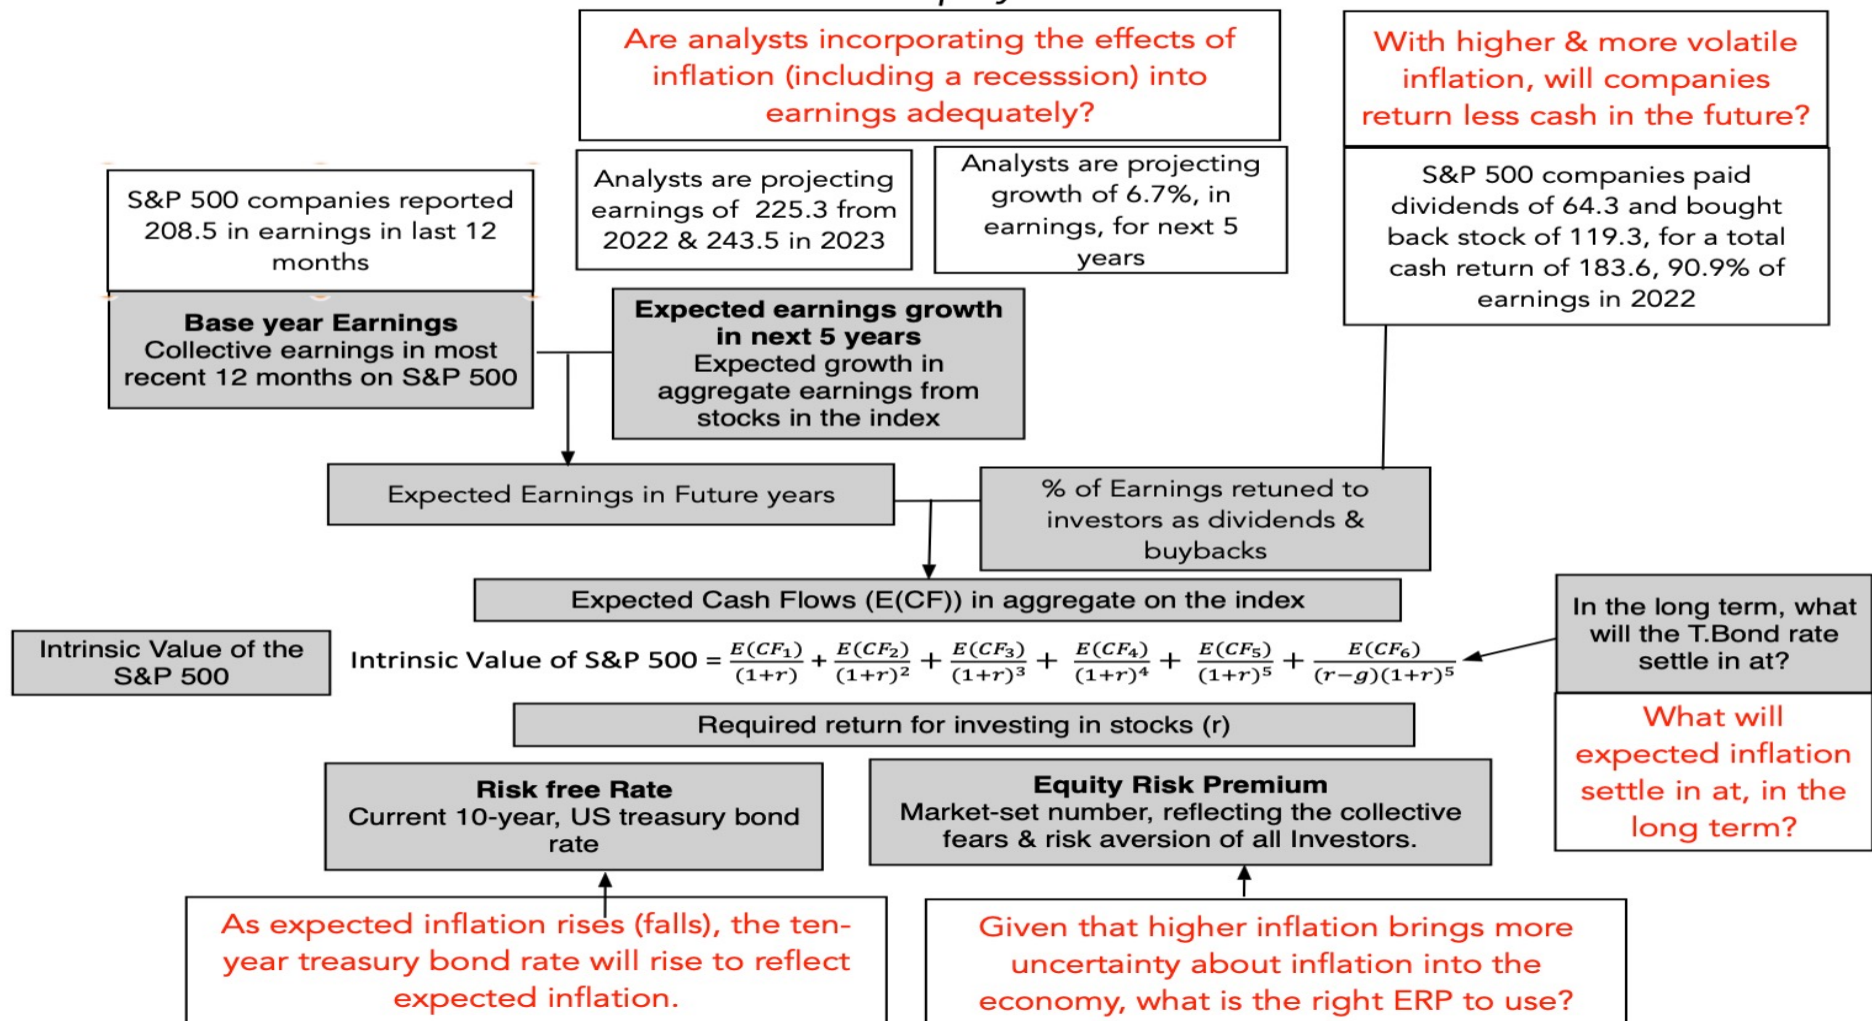 Are analysts incorporating the effects of
inflation (including a recesssion) into
earnings adequately?
With higher & more volatile
inflation, will companies
return less cash in the future?
S&P 500 companies reported
208.5 in earnings in last 12
months
Analysts are projecting
earnings of 225.3 from
2022 & 243.5 in 2023
Analysts are projecting
growth of 6.7%, in
earnings, for next 5
years
S&P 500 companies paid
dividends of 64.3 and bought
back stock of 119.3, for a total
cash return of 183.6, 90.9% of
earnings in 2022
Base year Earnings
Collective earnings in most
recent 12 months on S&P 500
Expected earnings growth
in next 5 years
Expected growth in
aggregate earnings from
stocks in the index
Expected Earnings in Future years
% of Earnings retuned to
investors as dividends &
buybacks
Expected Cash Flows (E(CF)) in aggregate on the index
Intrinsic Value of the
S&P 500
Intrinsic Value of S&P 500 = E(CF₁)/(1+r) + E(CF₂)/(1+r)² + E(CF₃)/(1+r)³ + E(CF₄)/(1+r)⁴ + E(CF₅)/(1+r)⁵ + E(CF₆)/(r−g)(1+r)⁵
In the long term, what
will the T.Bond rate
settle in at?
What will
expected inflation
settle in at, in the
long term?
Required return for investing in stocks (r)
Risk free Rate
Current 10-year, US treasury bond
rate
Equity Risk Premium
Market-set number, reflecting the collective
fears & risk aversion of all Investors.
As expected inflation rises (falls), the ten-
year treasury bond rate will rise to reflect
expected inflation.
Given that higher inflation brings more
uncertainty about inflation into the
economy, what is the right ERP to use?